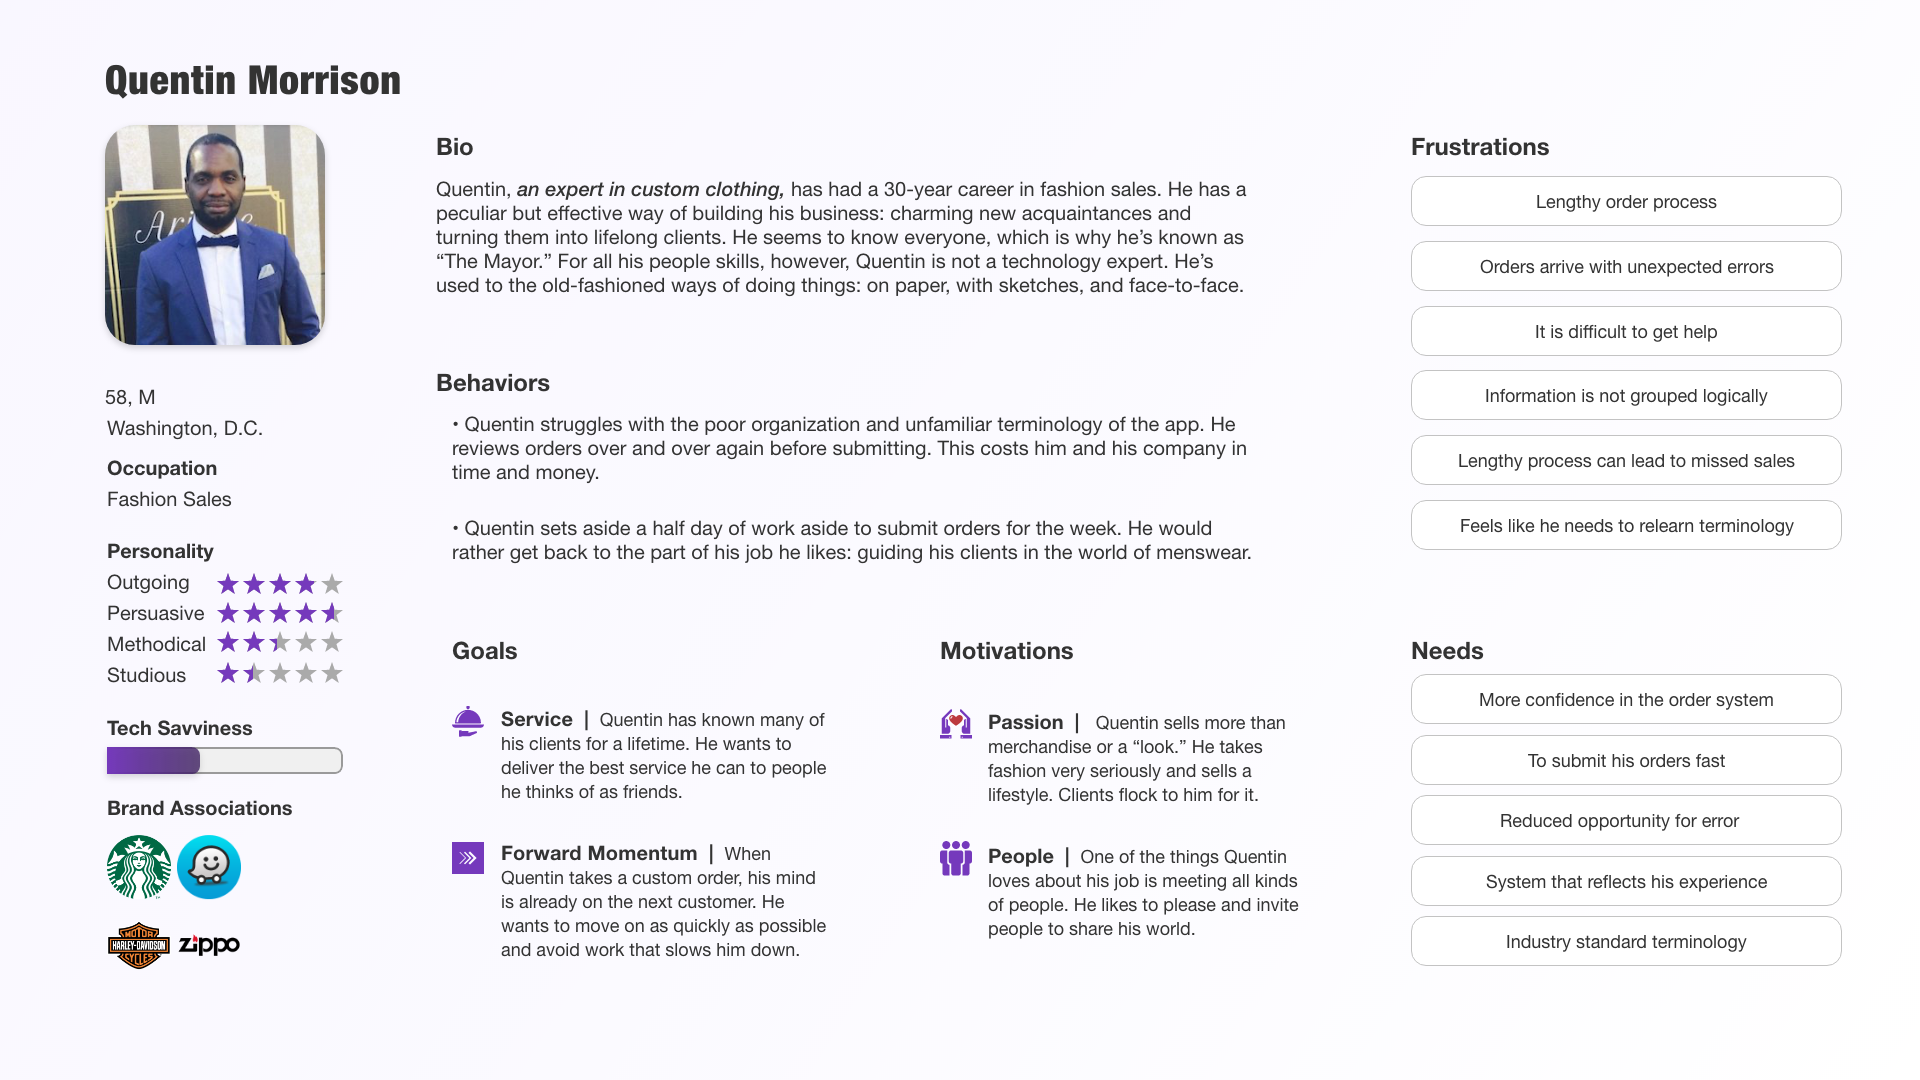 Quentin Morrison
58, M
Washington, D.C.
Occupation
Fashion Sales
Personality
Outgoing
Persuasive
Methodical
Studious
Tech Savviness
Brand Associations
MOTOR
HARLEY-DAVIDSON
CYCLES
zippo
Bio
Quentin, an expert in custom clothing, has had a 30-year career in fashion sales. He has a
peculiar but effective way of building his business: charming new acquaintances and
turning them into lifelong clients. He seems to know everyone, which is why he’s known as
“The Mayor.” For all his people skills, however, Quentin is not a technology expert. He’s
used to the old-fashioned ways of doing things: on paper, with sketches, and face-to-face.
Behaviors
• Quentin struggles with the poor organization and unfamiliar terminology of the app. He
reviews orders over and over again before submitting. This costs him and his company in
time and money.
• Quentin sets aside a half day of work aside to submit orders for the week. He would
rather get back to the part of his job he likes: guiding his clients in the world of menswear.
Goals
Service | Quentin has known many of
his clients for a lifetime. He wants to
deliver the best service he can to people
he thinks of as friends.
Forward Momentum | When
Quentin takes a custom order, his mind
is already on the next customer. He
wants to move on as quickly as possible
and avoid work that slows him down.
Motivations
Passion | Quentin sells more than
merchandise or a “look.” He takes
fashion very seriously and sells a
lifestyle. Clients flock to him for it.
People | One of the things Quentin
loves about his job is meeting all kinds
of people. He likes to please and invite
people to share his world.
Frustrations
Lengthy order process
Orders arrive with unexpected errors
It is difficult to get help
Information is not grouped logically
Lengthy process can lead to missed sales
Feels like he needs to relearn terminology
Needs
More confidence in the order system
To submit his orders fast
Reduced opportunity for error
System that reflects his experience
Industry standard terminology